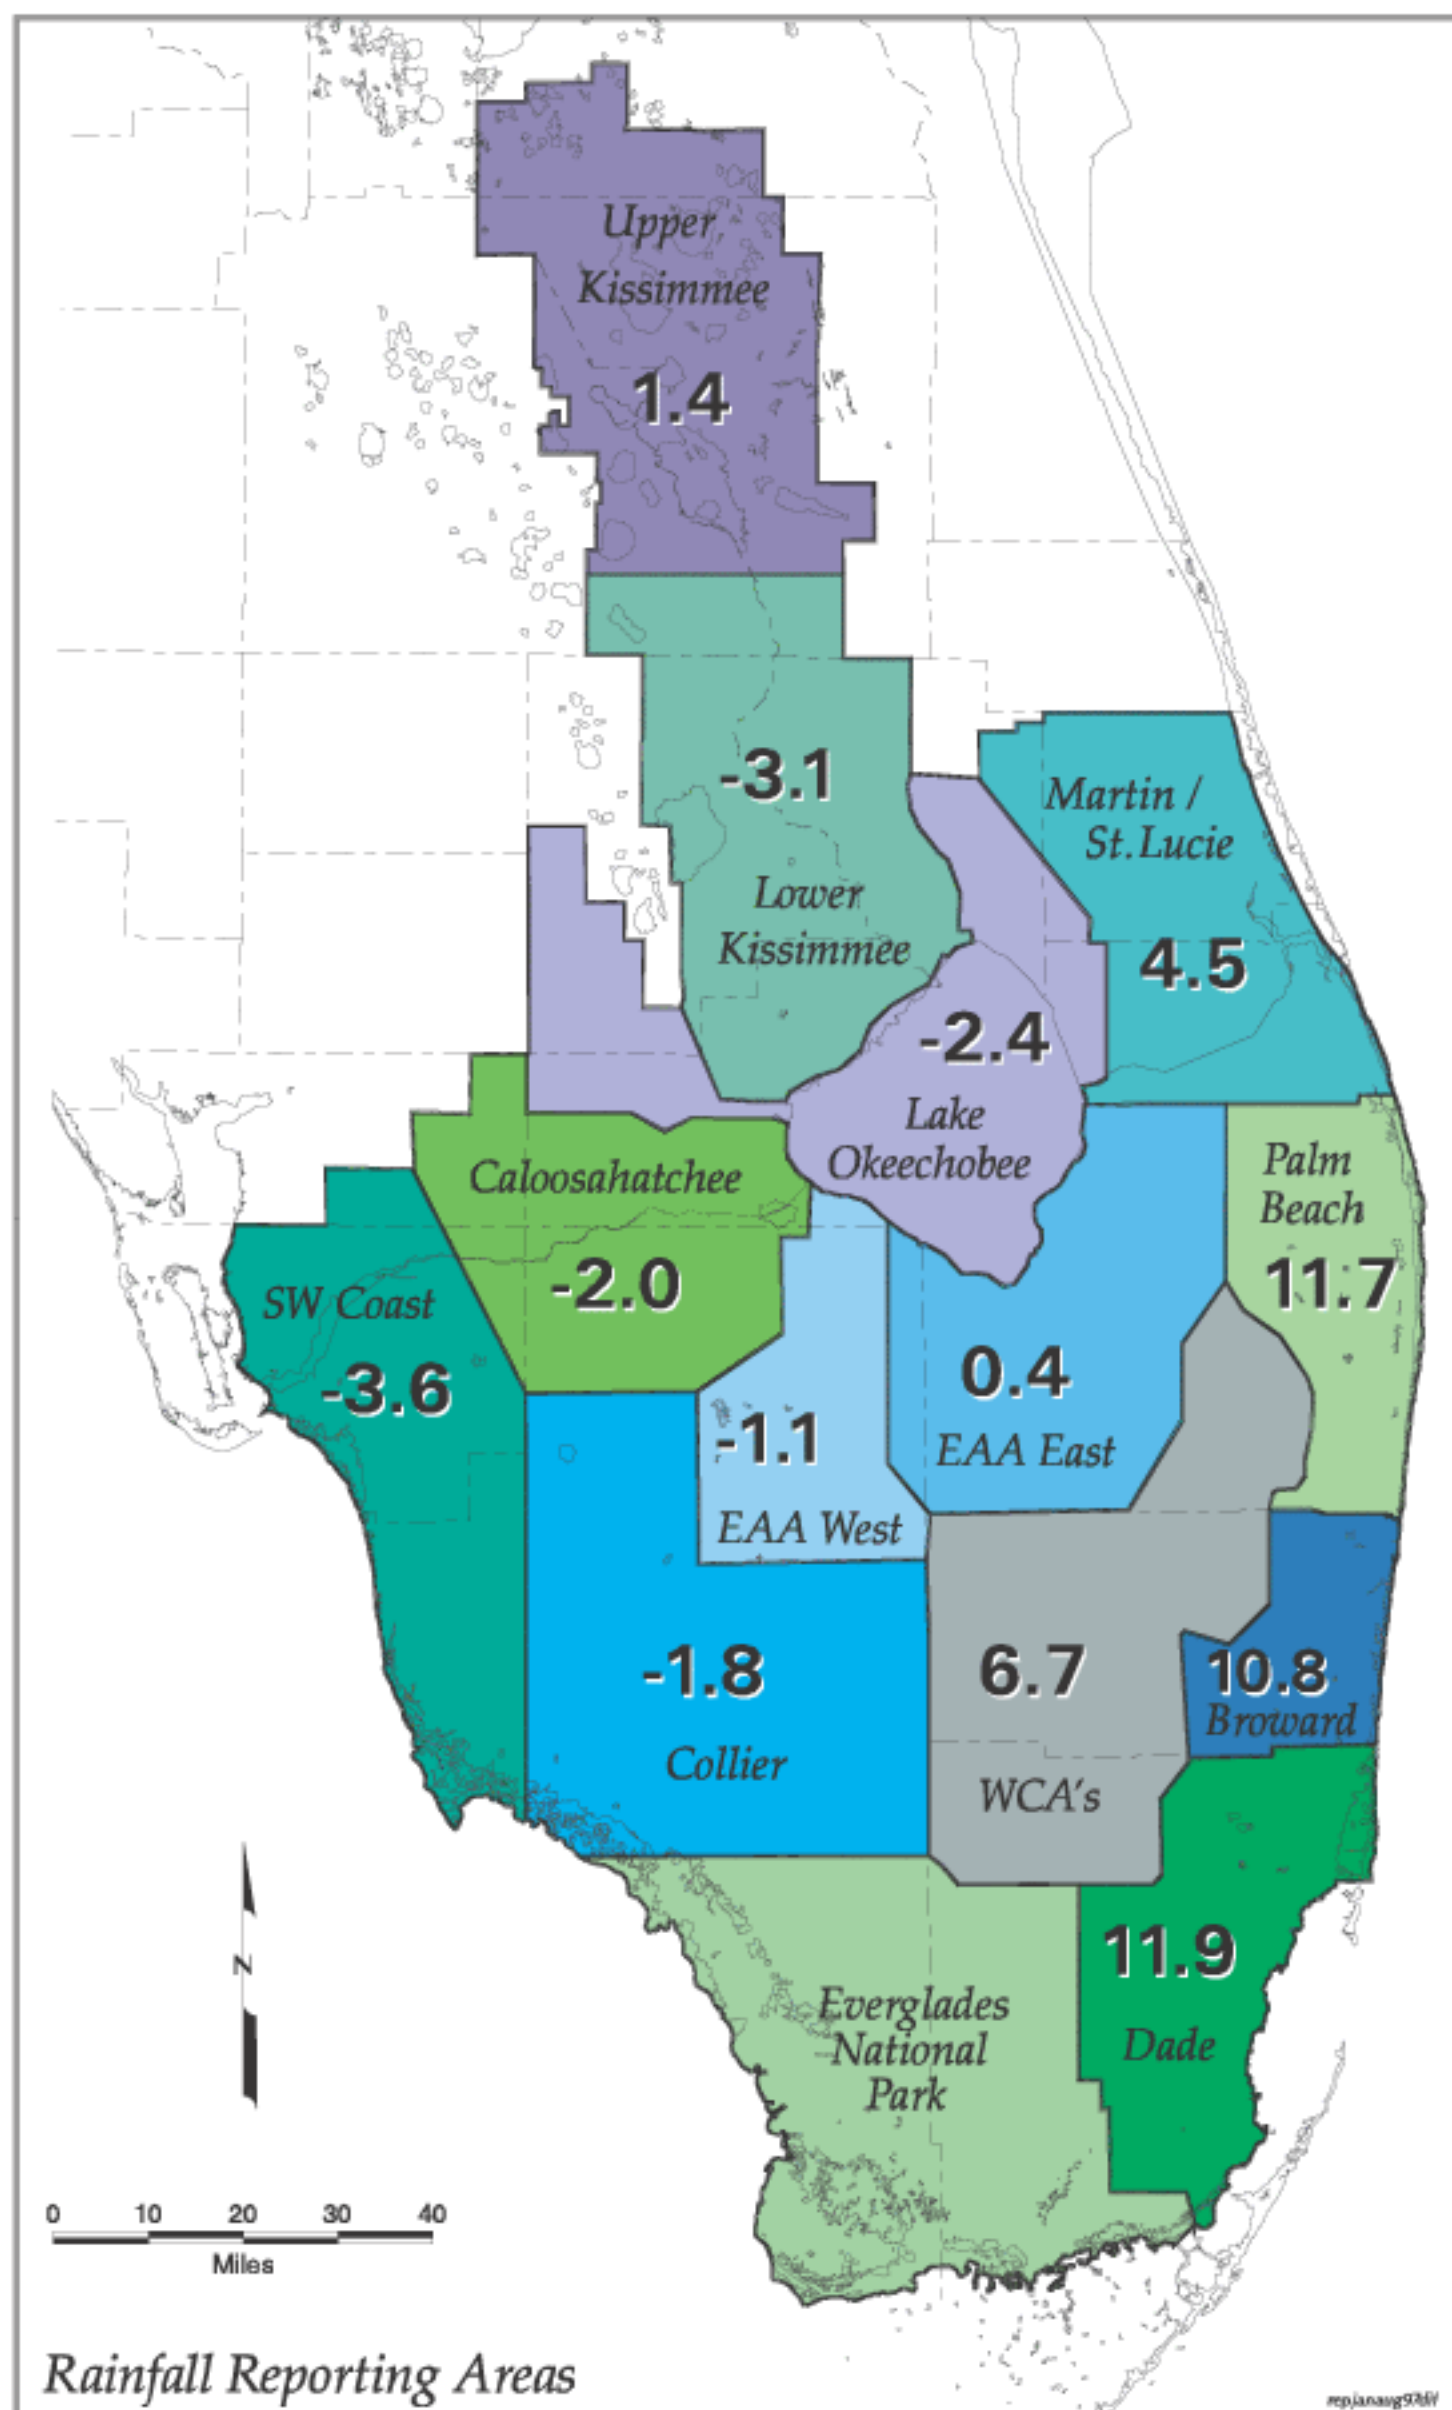 Upper
Kissimmee
1.4
-3.1
Lower
Kissimmee
Martin /
St. Lucie
4.5
-2.4
Lake
Okeechobee
Caloosahatchee
-2.0
SW Coast
-3.6
Palm
Beach
11.7
0.4
EAA East
-1.1
EAA West
-1.8
Collier
6.7
WCA's
10.8
Broward
11.9
Dade
Everglades
National
Park
N
0 10 20 30 40
Miles
Rainfall Reporting Areas
repjanaug97dif